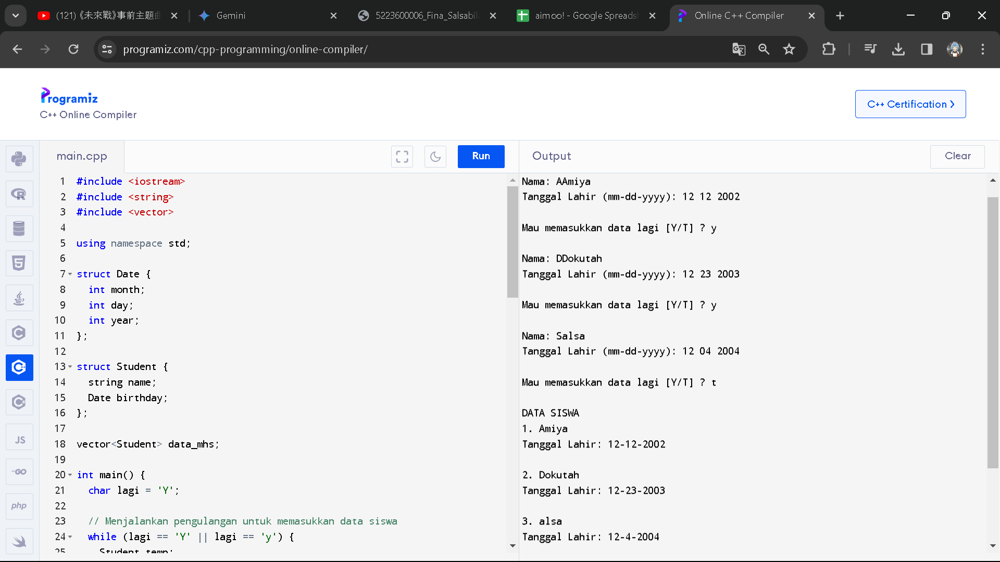 (121) 《未來戰》事前主題曲
Gemini
5223600006_Fina_Salsabil
aimoo! - Google Spreads
Online C++ Compiler
programiz.com/cpp-programming/online-compiler/
Programiz
C++ Online Compiler
C++ Certification
main.cpp
Run
1 #include <iostream>
2 #include <string>
3 #include <vector>
4
5 using namespace std;
6
7 struct Date {
8 int month;
9 int day;
10 int year;
11 };
12
13 struct Student {
14 string name;
15 Date birthday;
16 };
17
18 vector<Student> data_mhs;
19
20 int main() {
21 char lagi = 'Y';
22
23 // Menjalankan pengulangan untuk memasukkan data siswa
24 while (lagi == 'Y' || lagi == 'y') {
25 Student temp;
Output
Clear
Nama: AAmiya
Tanggal Lahir (mm-dd-yyyy): 12 12 2002
Mau memasukkan data lagi [Y/T] ? y
Nama: DDokutah
Tanggal Lahir (mm-dd-yyyy): 12 23 2003
Mau memasukkan data lagi [Y/T] ? y
Nama: Salsa
Tanggal Lahir (mm-dd-yyyy): 12 04 2004
Mau memasukkan data lagi [Y/T] ? t
DATA SISWA
1. Amiya
Tanggal Lahir: 12-12-2002
2. Dokutah
Tanggal Lahir: 12-23-2003
3. alsa
Tanggal Lahir: 12-4-2004
R
5
C
C++
C#
JS
GO
php